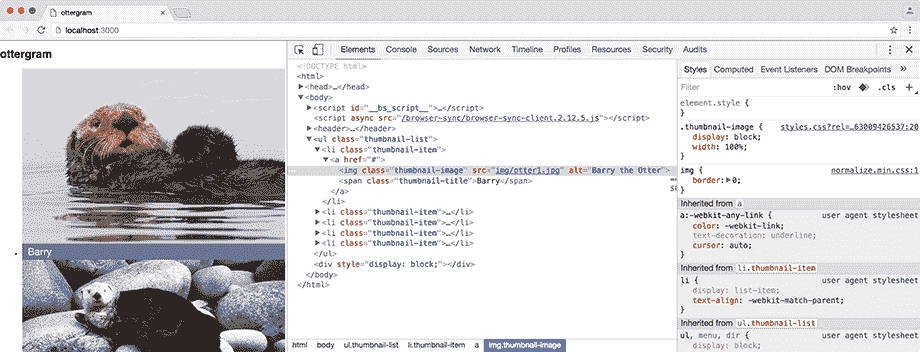 ottergram
localhost:3000
ottergram
Barry
Elements Console Sources Network Timeline Profiles Resources Security Audits
<!DOCTYPE html>
<html>
<head>…</head>
<body>
<script id="__bs_script__">…</script>
<script async src="/browser-sync/browser-sync-client.2.12.5.js"></script>
<header>…</header>
<ul class="thumbnail-list">
<li class="thumbnail-item">
<a href="#">
<img class="thumbnail-image" src="img/otter1.jpg" alt="Barry the Otter">
<span class="thumbnail-title">Barry</span>
</a>
</li>
<li class="thumbnail-item">…</li>
<li class="thumbnail-item">…</li>
<li class="thumbnail-item">…</li>
<li class="thumbnail-item">…</li>
</ul>
<div style="display: block;"></div>
</body>
</html>
html body ul.thumbnail-list li.thumbnail-item a img.thumbnail-image
Styles Computed Event Listeners DOM Breakpoints »
Filter :hov .cls +
element.style {
}
.thumbnail-image { styles.css?rel=…63009426537:20
display: block;
width: 100%;
}
img { normalize.min.css:1
border: 0;
}
Inherited from a
a:-webkit-any-link { user agent stylesheet
color: -webkit-link;
text-decoration: underline;
cursor: auto;
}
Inherited from li.thumbnail-item
li { user agent stylesheet
display: list-item;
text-align: -webkit-match-parent;
}
Inherited from ul.thumbnail-list
ul, menu, dir { user agent stylesheet
display: block;